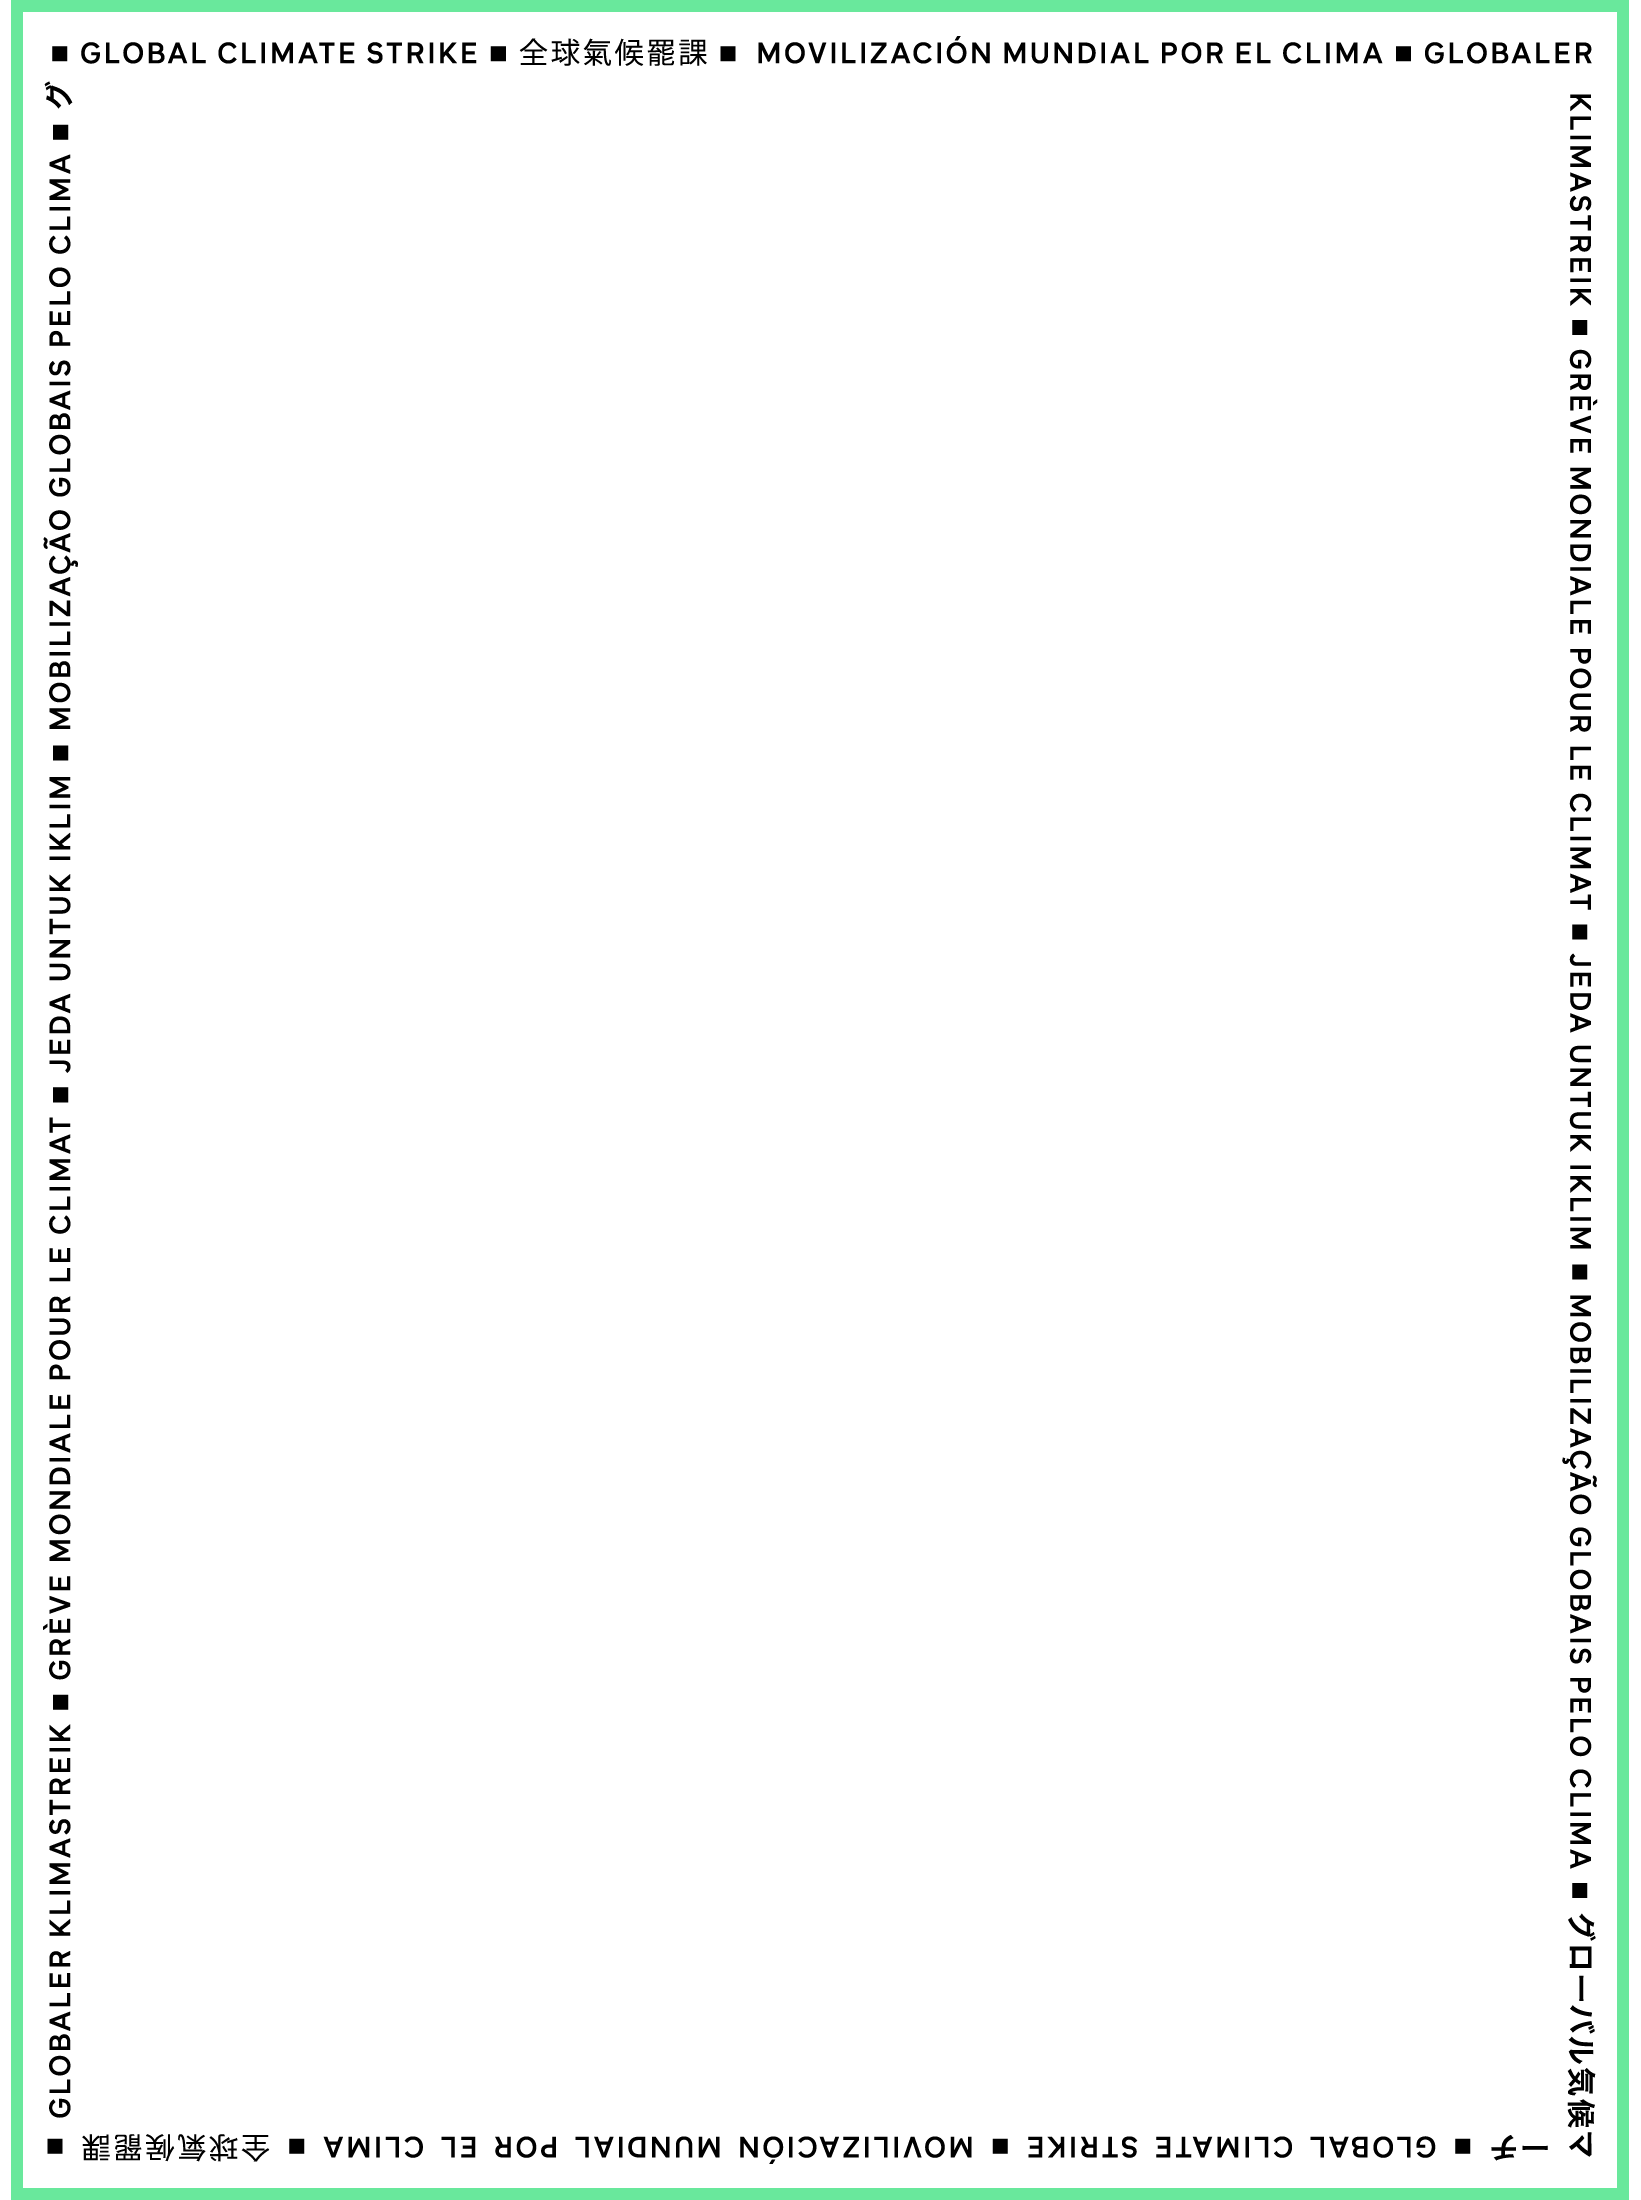 ■ GLOBAL CLIMATE STRIKE ■ 全球氣候罷課 ■ MOVILIZACIÓN MUNDIAL POR EL CLIMA ■ GLOBALER
KLIMASTREIK ■ GRÈVE MONDIALE POUR LE CLIMAT ■ JEDA UNTUK IKLIM ■ MOBILIZAÇÃO GLOBAIS PELO CLIMA ■ グローバル気候マ
ーチ ■ GLOBAL CLIMATE STRIKE ■ MOVILIZACIÓN MUNDIAL POR EL CLIMA ■ 全球氣候罷課 ■
GLOBALER KLIMASTREIK ■ GRÈVE MONDIALE POUR LE CLIMAT ■ JEDA UNTUK IKLIM ■ MOBILIZAÇÃO GLOBAIS PELO CLIMA ■ グ